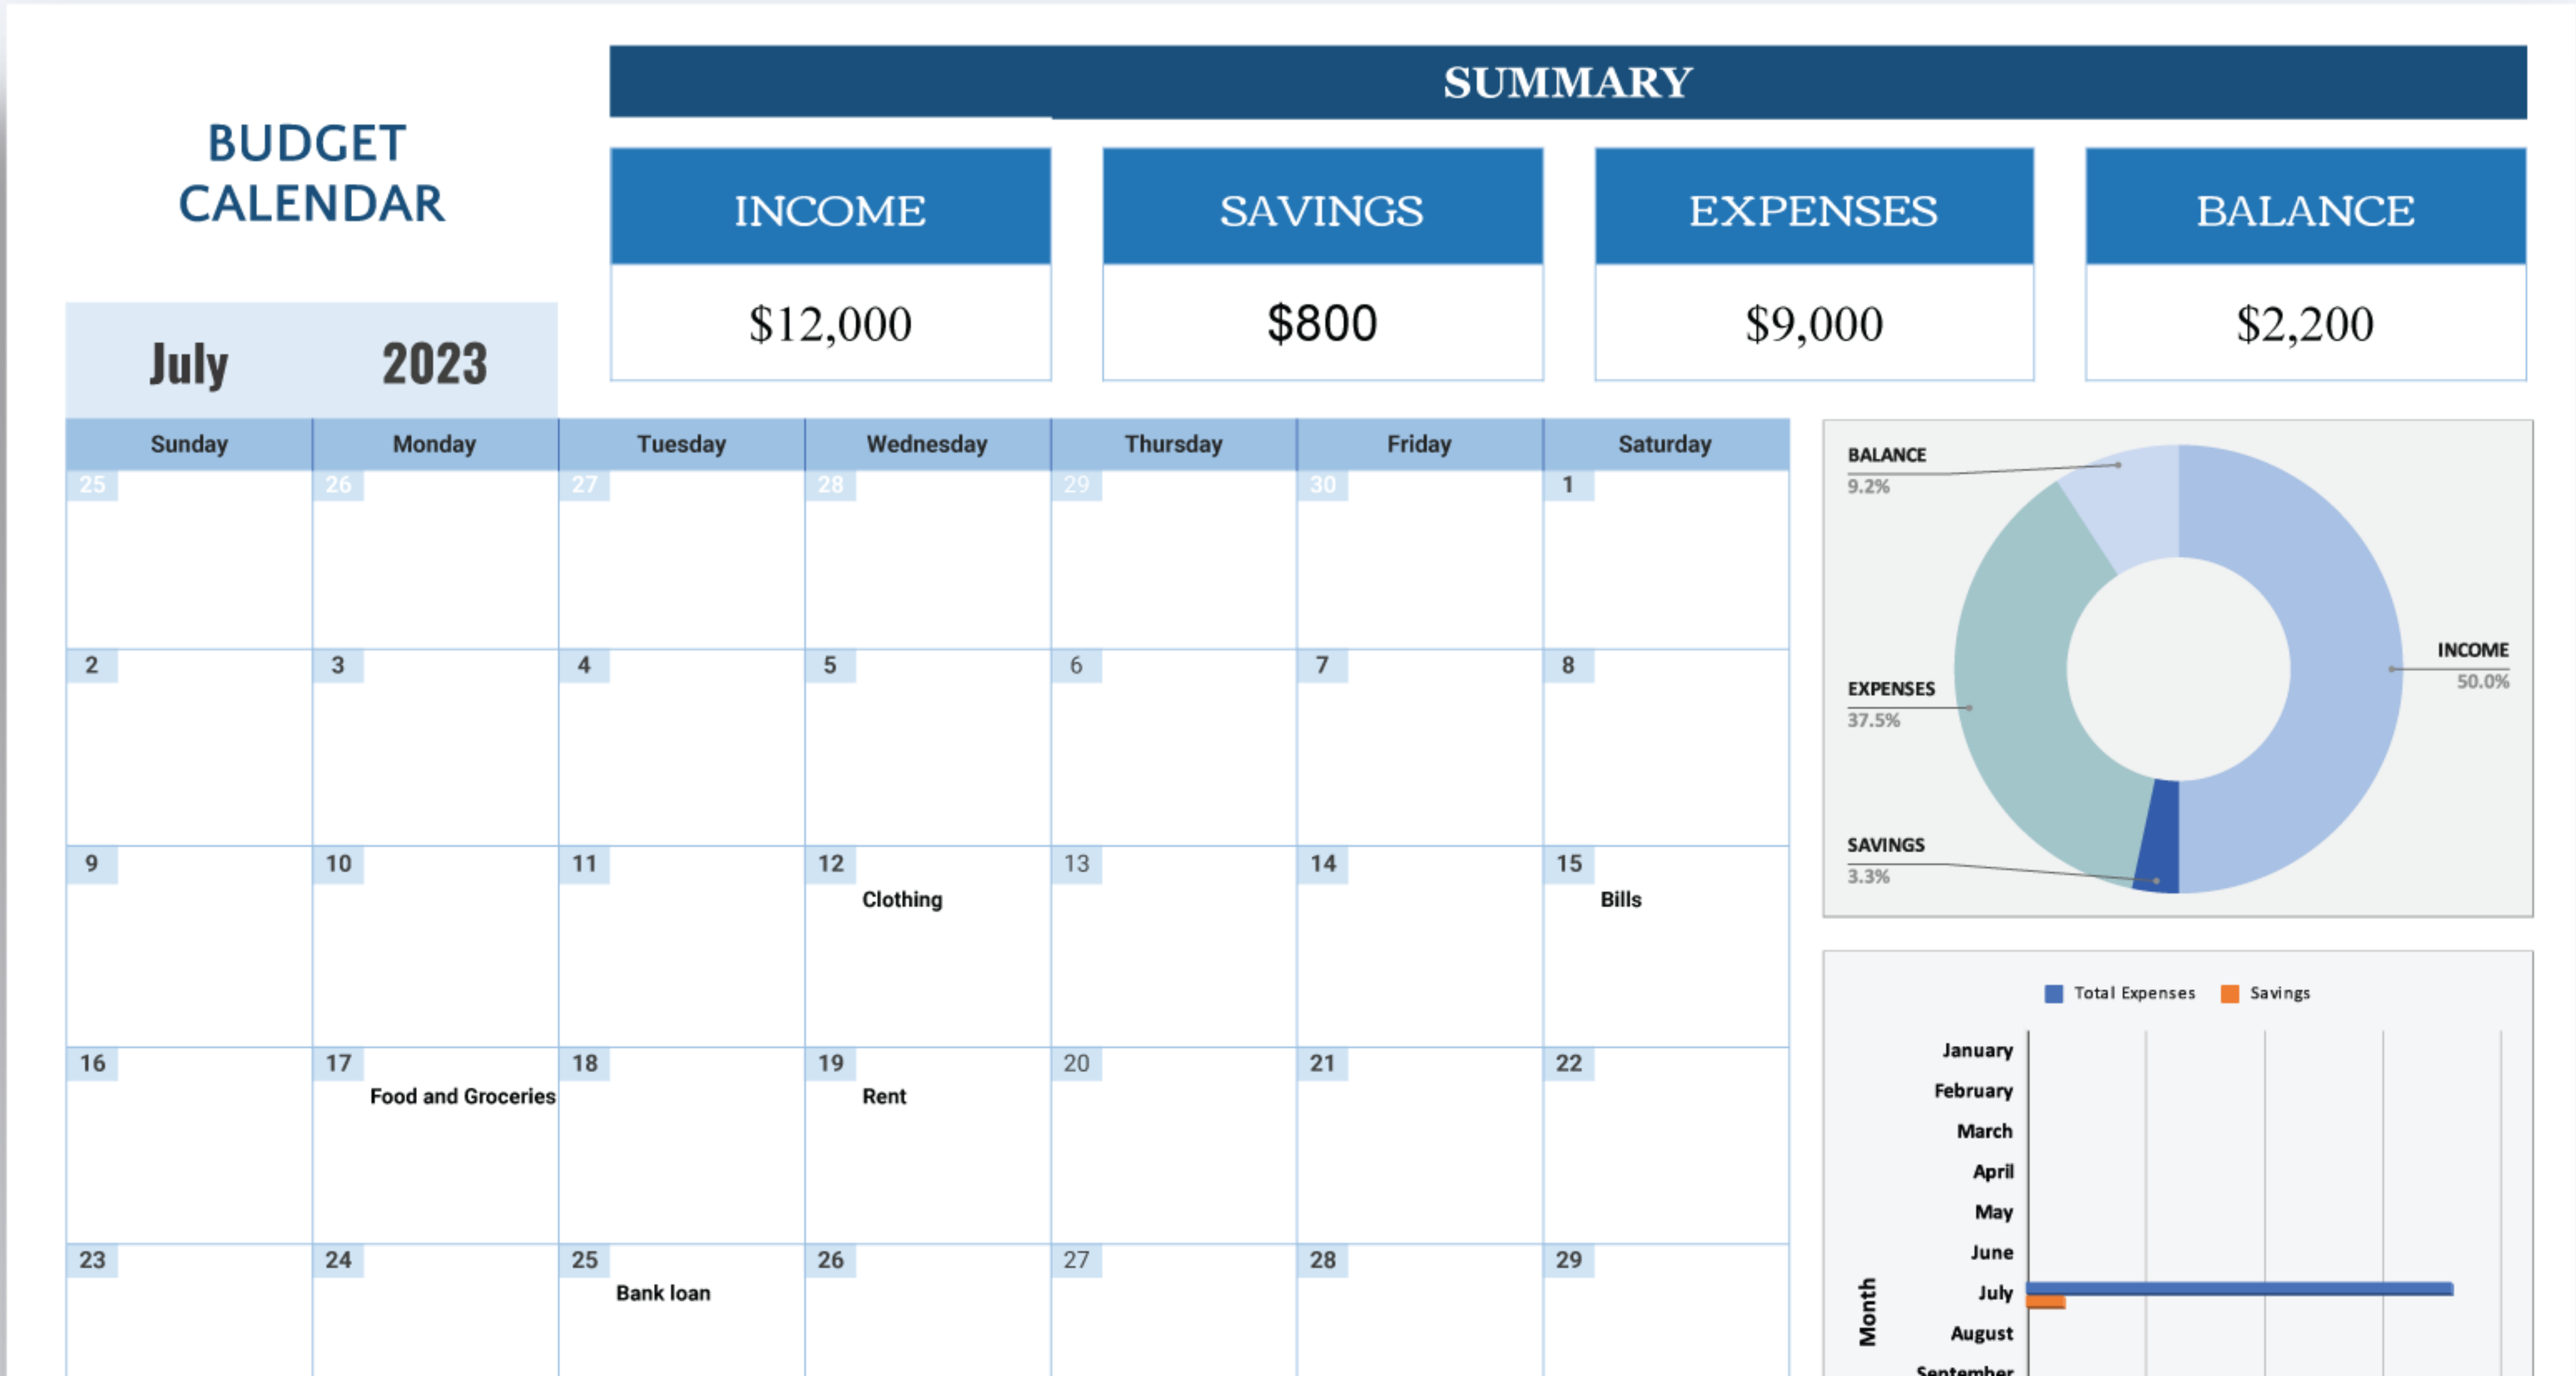 SUMMARY
BUDGET
CALENDAR
INCOME
SAVINGS
EXPENSES
BALANCE
$12,000
$800
$9,000
$2,200
July 2023
Sunday Monday Tuesday Wednesday Thursday Friday Saturday
25 26 27 28 29 30 1
2 3 4 5 6 7 8
9 10 11 12 13 14 15
Clothing Bills
16 17 18 19 20 21 22
Food and Groceries Rent
23 24 25 26 27 28 29
Bank loan
BALANCE
9.2%
INCOME
50.0%
EXPENSES
37.5%
SAVINGS
3.3%
Total Expenses Savings
January
February
March
April
May
June
July
August
September
Month